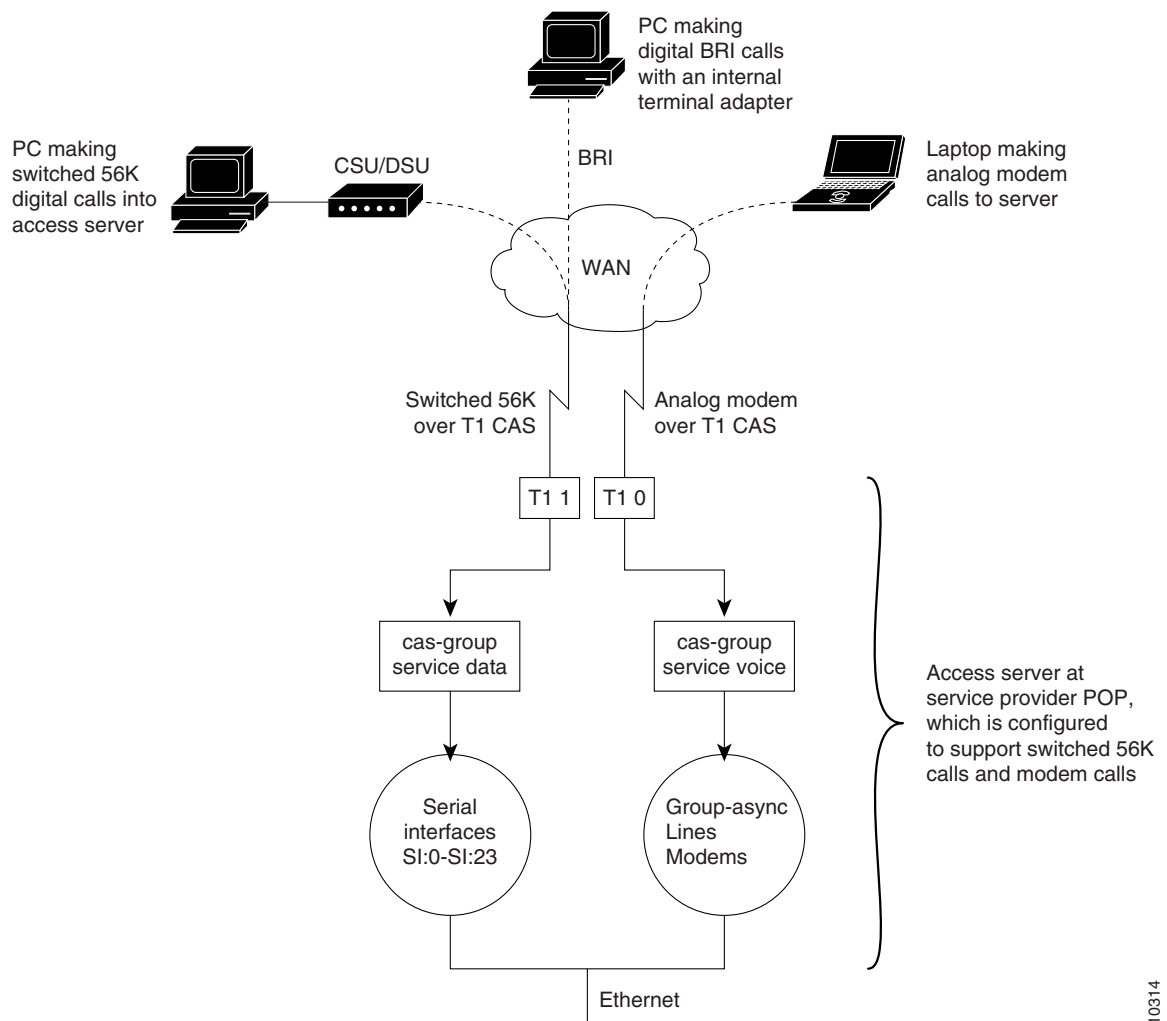 PC making
digital BRI calls
with an internal
terminal adapter
PC making
switched 56K
digital calls into
access server
CSU/DSU
BRI
Laptop making
analog modem
calls to server
WAN
Switched 56K
over T1 CAS
Analog modem
over T1 CAS
T1 1
T1 0
cas-group
service data
cas-group
service voice
Serial
interfaces
SI:0-SI:23
Group-async
Lines
Modems
Access server at
service provider POP,
which is configured
to support switched 56K
calls and modem calls
Ethernet
10314